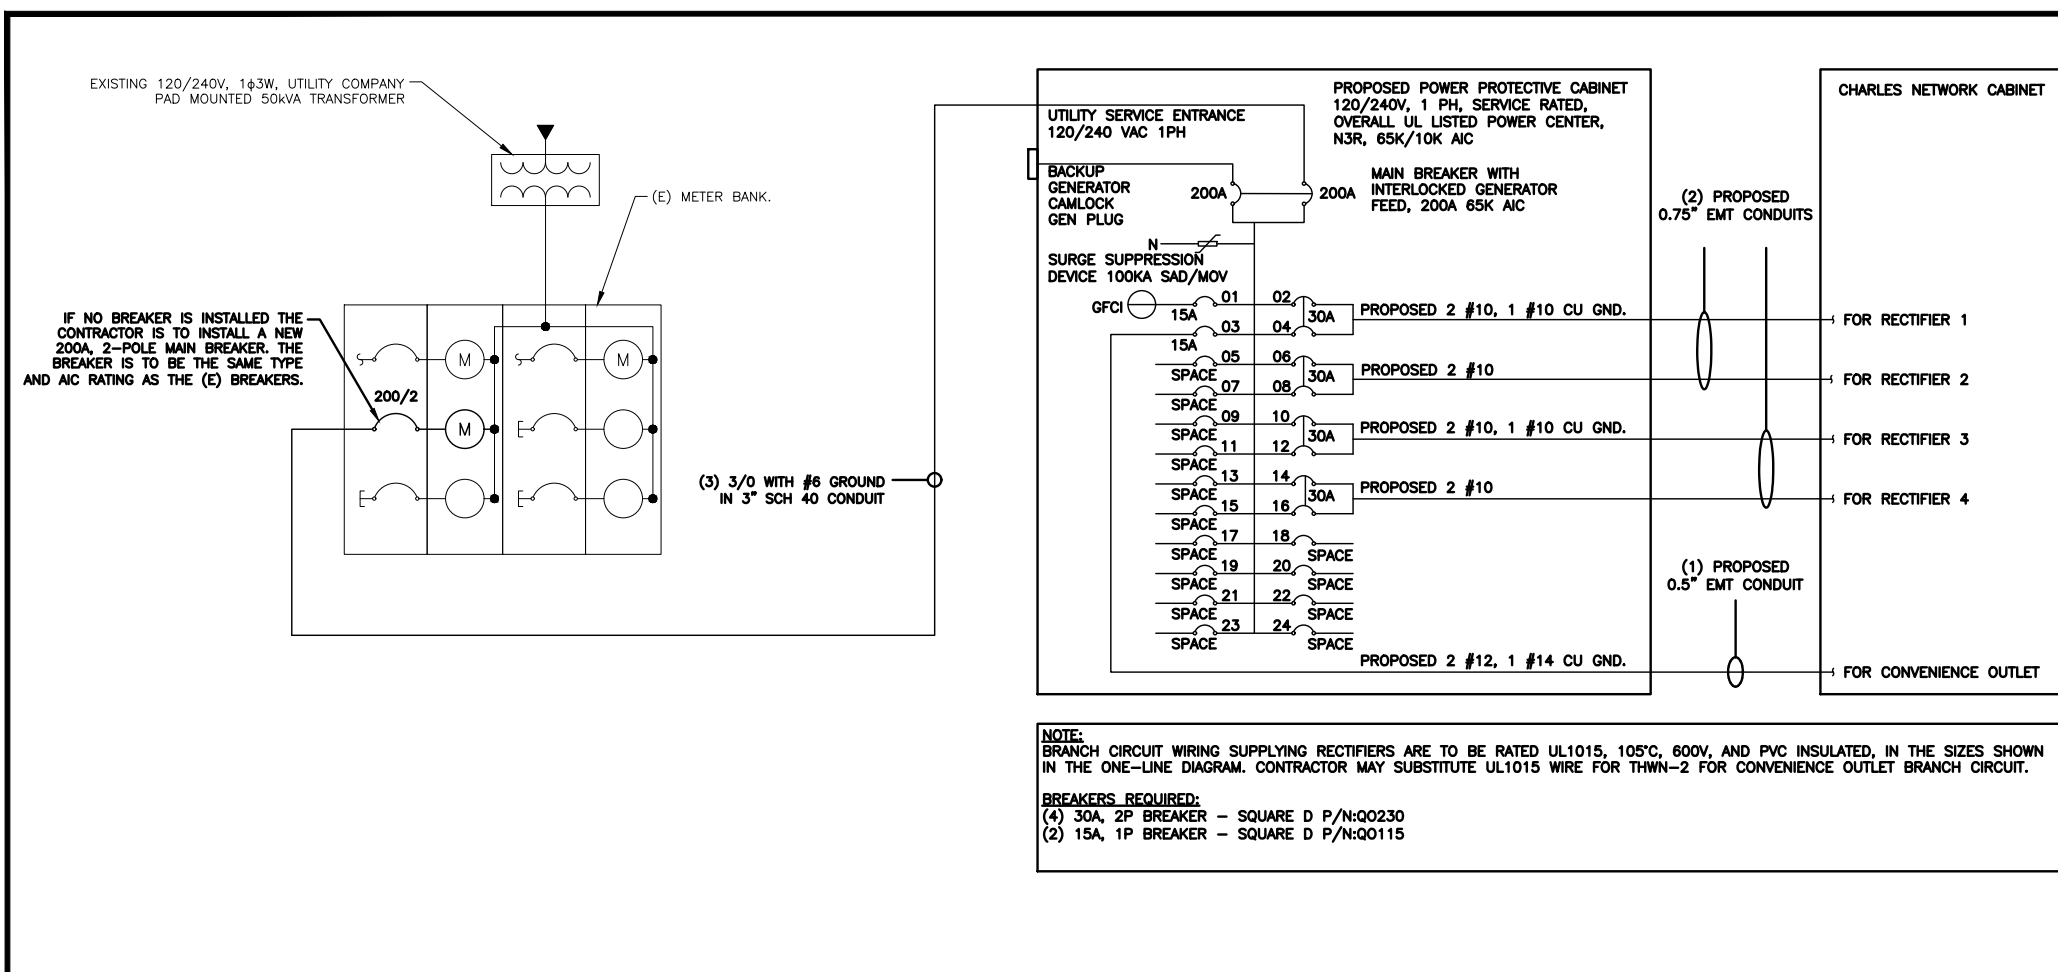 EXISTING 120/240V, 1ϕ3W, UTILITY COMPANY
PAD MOUNTED 50kVA TRANSFORMER
(E) METER BANK.
IF NO BREAKER IS INSTALLED THE
CONTRACTOR IS TO INSTALL A NEW
200A, 2-POLE MAIN BREAKER. THE
BREAKER IS TO BE THE SAME TYPE
AND AIC RATING AS THE (E) BREAKERS.
200/2
M
M
M
(3) 3/0 WITH #6 GROUND
IN 3" SCH 40 CONDUIT
UTILITY SERVICE ENTRANCE
120/240 VAC 1PH
PROPOSED POWER PROTECTIVE CABINET
120/240V, 1 PH, SERVICE RATED,
OVERALL UL LISTED POWER CENTER,
N3R, 65K/10K AIC
BACKUP
GENERATOR
CAMLOCK
GEN PLUG
200A
200A
MAIN BREAKER WITH
INTERLOCKED GENERATOR
FEED, 200A 65K AIC
N
SURGE SUPPRESSION
DEVICE 100KA SAD/MOV
GFCI
01
02
15A
30A
PROPOSED 2 #10, 1 #10 CU GND.
03
04
15A
05
06
SPACE
30A
PROPOSED 2 #10
07
08
SPACE
09
10
SPACE
30A
PROPOSED 2 #10, 1 #10 CU GND.
11
12
SPACE
13
14
SPACE
30A
PROPOSED 2 #10
15
16
SPACE
17
18
SPACE
SPACE
19
20
SPACE
SPACE
21
22
SPACE
SPACE
23
24
SPACE
SPACE
PROPOSED 2 #12, 1 #14 CU GND.
(2) PROPOSED
0.75" EMT CONDUITS
(1) PROPOSED
0.5" EMT CONDUIT
CHARLES NETWORK CABINET
FOR RECTIFIER 1
FOR RECTIFIER 2
FOR RECTIFIER 3
FOR RECTIFIER 4
FOR CONVENIENCE OUTLET
NOTE:
BRANCH CIRCUIT WIRING SUPPLYING RECTIFIERS ARE TO BE RATED UL1015, 105°C, 600V, AND PVC INSULATED, IN THE SIZES SHOWN
IN THE ONE-LINE DIAGRAM. CONTRACTOR MAY SUBSTITUTE UL1015 WIRE FOR THWN-2 FOR CONVENIENCE OUTLET BRANCH CIRCUIT.
BREAKERS REQUIRED:
(4) 30A, 2P BREAKER - SQUARE D P/N:QO230
(2) 15A, 1P BREAKER - SQUARE D P/N:QO115